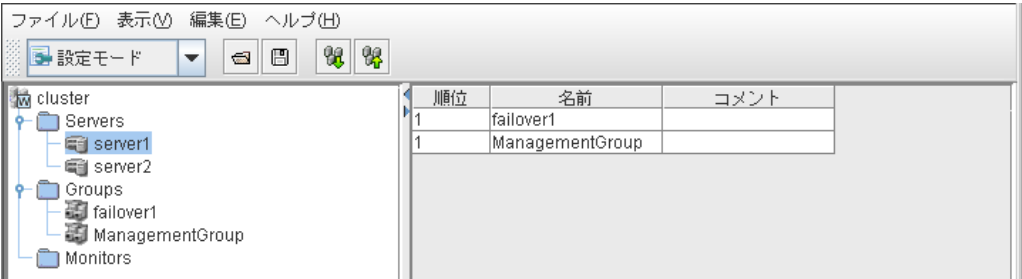 ファイル(F) 表示(V) 編集(E) ヘルプ(H)
設定モード
cluster
Servers
server1
server2
Groups
failover1
ManagementGroup
Monitors
順位 名前 コメント
1 failover1
1 ManagementGroup